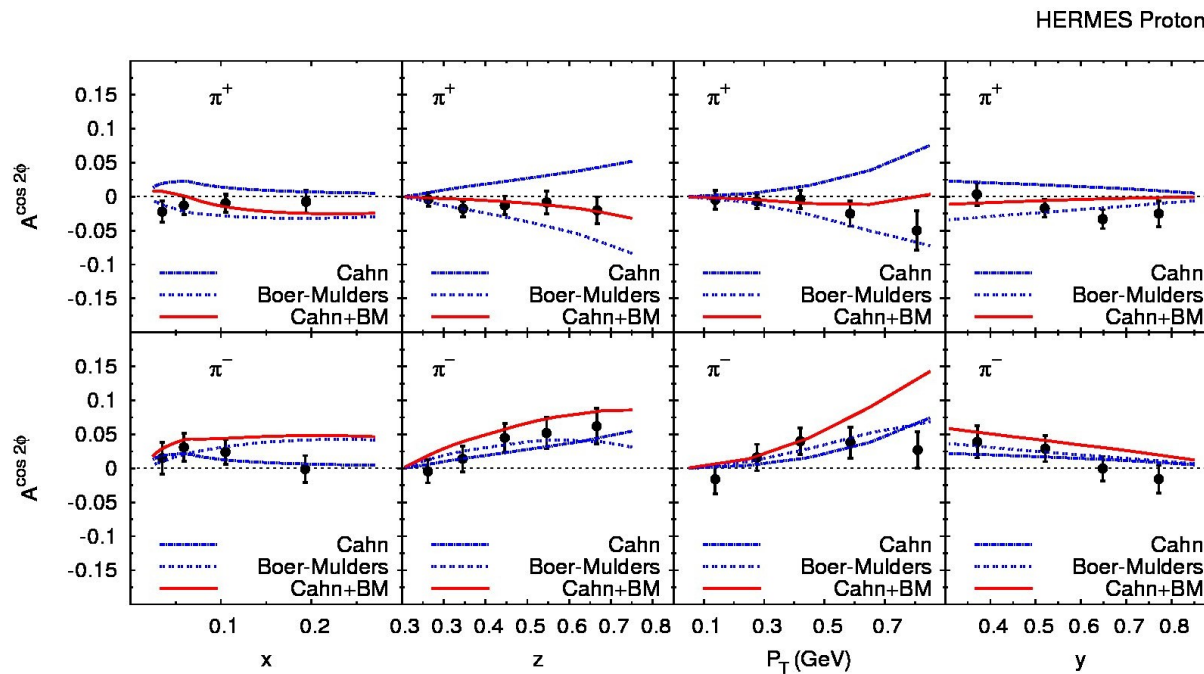 HERMES Proton
π+ π+ π+ π+
0.15
0.1
0.05
0
-0.05
-0.1
-0.15
A^cos 2ϕ
Cahn Cahn Cahn Cahn
Boer-Mulders Boer-Mulders Boer-Mulders Boer-Mulders
Cahn+BM Cahn+BM Cahn+BM Cahn+BM
π− π− π− π−
0.15
0.1
0.05
0
-0.05
-0.1
-0.15
A^cos 2ϕ
Cahn Cahn Cahn Cahn
Boer-Mulders Boer-Mulders Boer-Mulders Boer-Mulders
Cahn+BM Cahn+BM Cahn+BM Cahn+BM
0.1 0.2 0.3 0.4 0.5 0.6 0.7 0.8 0.1 0.3 0.5 0.7 0.4 0.5 0.6 0.7 0.8
x z P_T (GeV) y